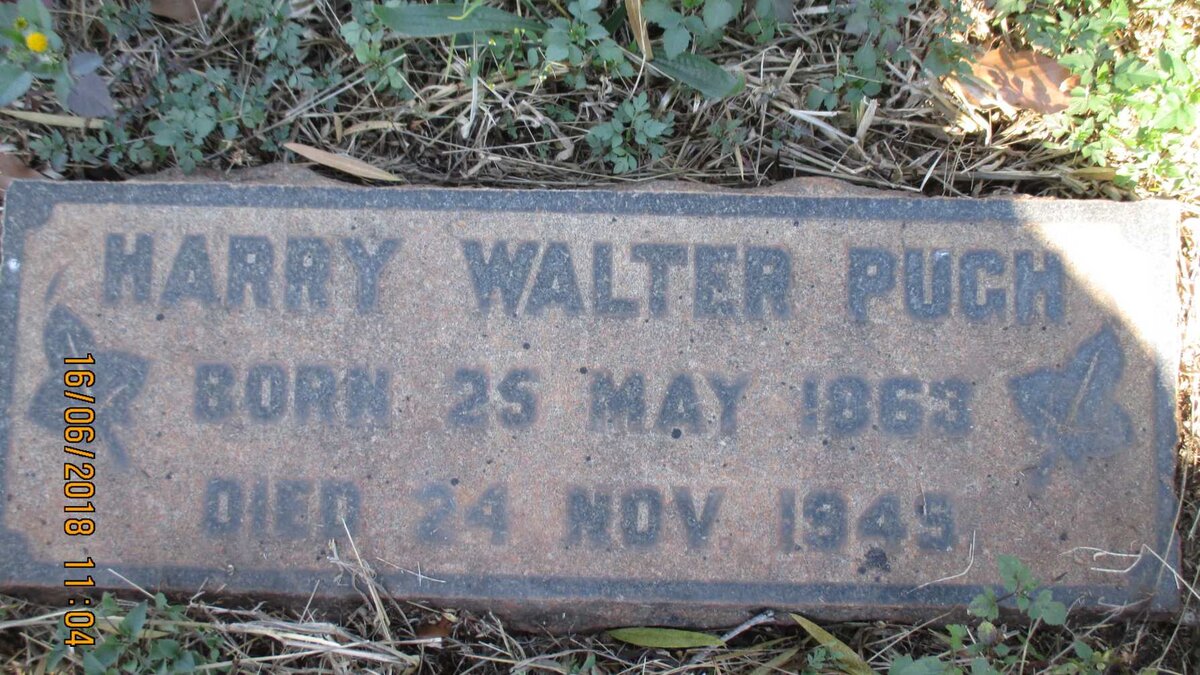 HARRY WALTER PUGH
BORN 25 MAY 1863
DIED 24 NOV. 1945
16/06/2018 11:04